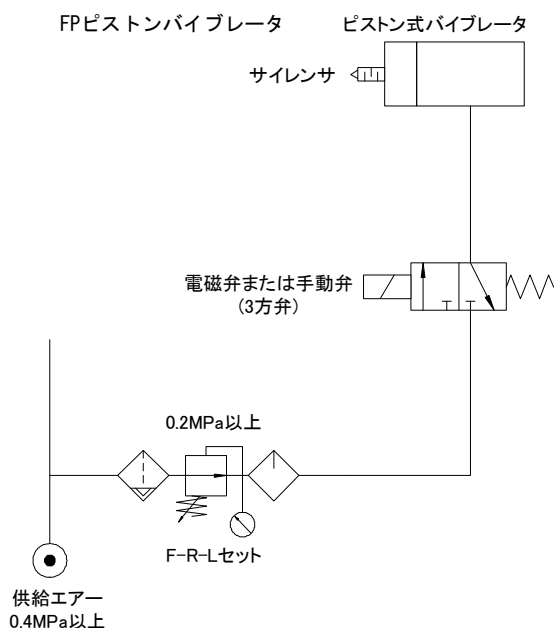 FPピストンバイブレータ
ピストン式バイブレータ
サイレンサ
電磁弁または手動弁
(3方弁)
0.2MPa以上
F-R-Lセット
供給エアー
0.4MPa以上